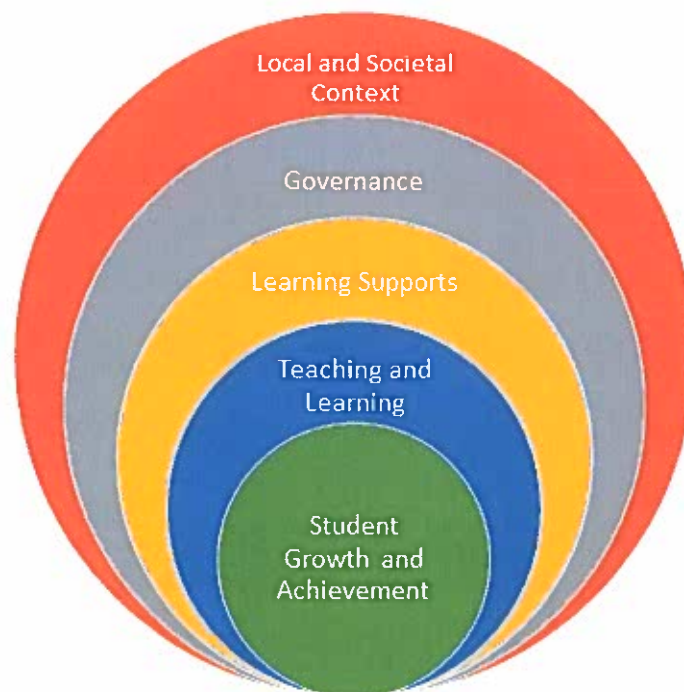 Local and Societal
Context
Governance
Learning Supports
Teaching and
Learning
Student
Growth and
Achievement